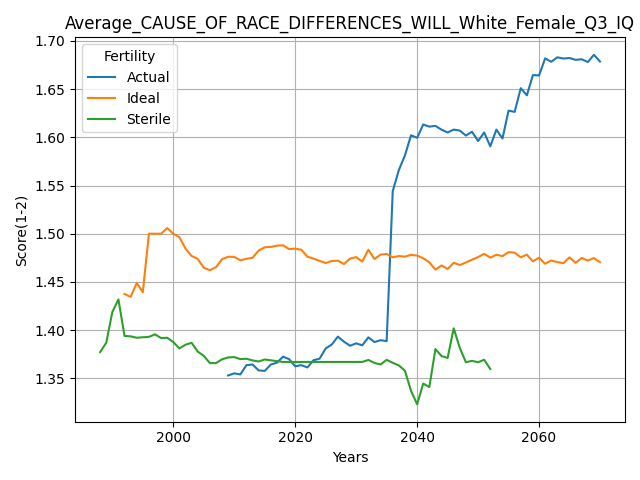 Average_CAUSE_OF_RACE_DIFFERENCES_WILL_White_Female_Q3_IQ
1.70
1.65
1.60
1.55
1.50
1.45
1.40
1.35
Score(1-2)
Fertility
Actual
Ideal
Sterile
2000
2020
2040
2060
Years